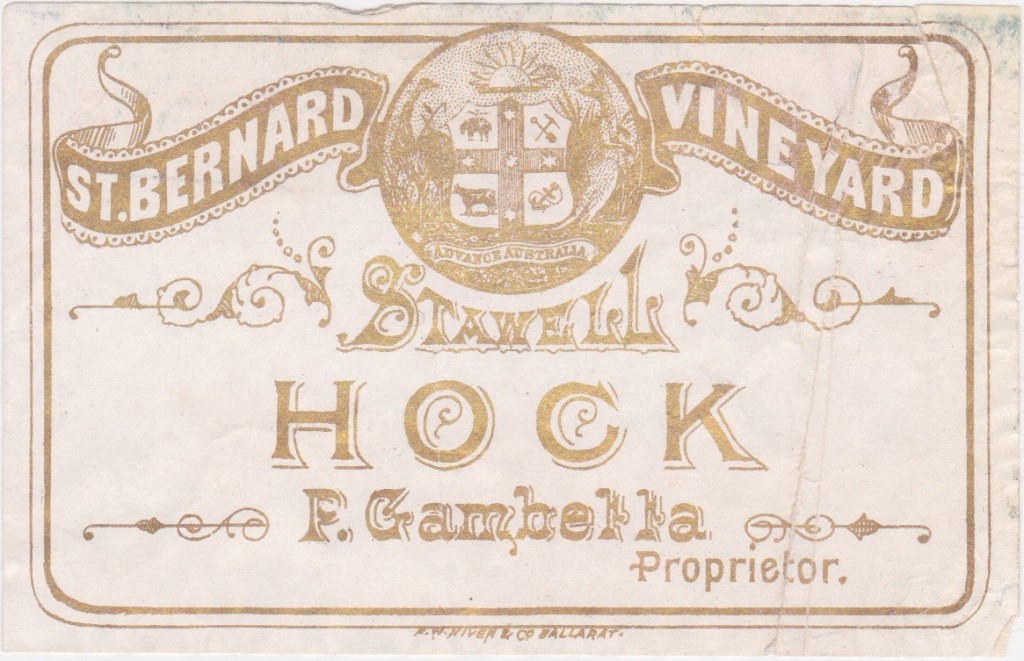 ST. BERNARD VINEYARD
ADVANCE AUSTRALIA
STAWELL
HOCK
P. Gambetta
Proprietor.
F. W. NIVEN & CO BALLARAT.